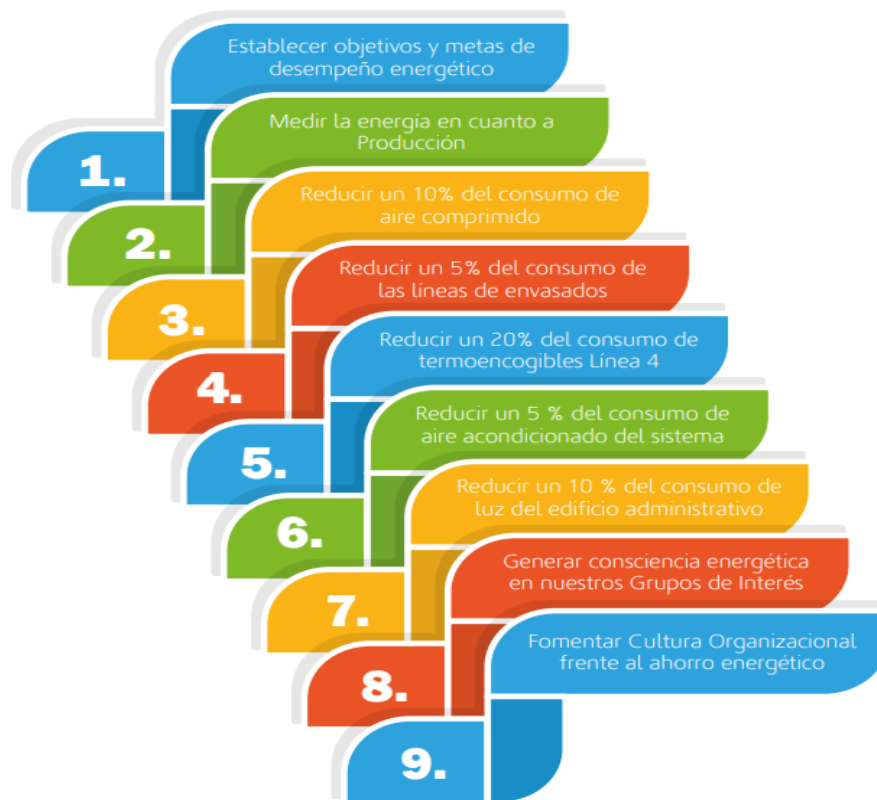 1.
Establecer objetivos y metas de
desempeño energético
2.
Medir la energía en cuanto a
Producción
3.
Reducir un 10% del consumo de
aire comprimido
4.
Reducir un 5% del consumo de
las líneas de envasados
5.
Reducir un 20% del consumo de
termoencogibles Línea 4
6.
Reducir un 5 % del consumo de
aire acondicionado del sistema
7.
Reducir un 10 % del consumo de
luz del edificio administrativo
8.
Generar consciencia energética
en nuestros Grupos de Interés
9.
Fomentar Cultura Organizacional
frente al ahorro energético